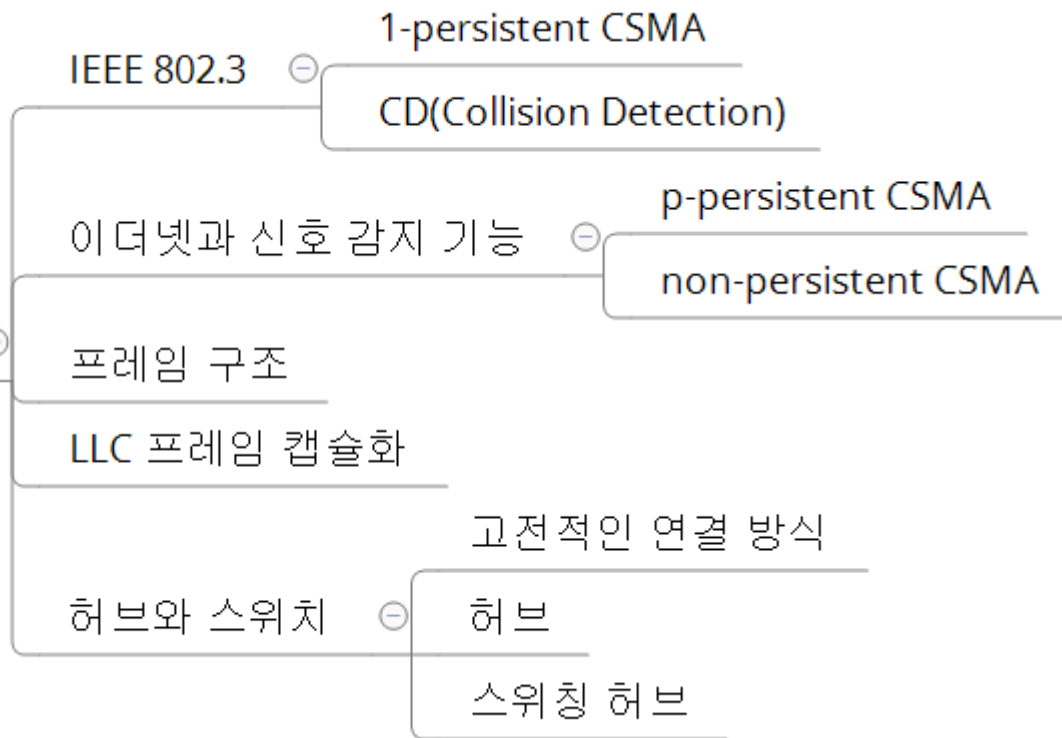 IEEE 802.3
1-persistent CSMA
CD(Collision Detection)
이더넷과 신호 감지 기능
p-persistent CSMA
non-persistent CSMA
프레임 구조
LLC 프레임 캡슐화
허브와 스위치
고전적인 연결 방식
허브
스위칭 허브